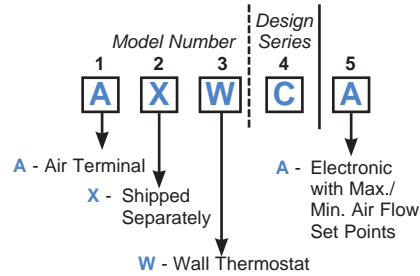 Model Number
Design
Series
1 2 3 4 5
A X W C A
A - Air Terminal
X - Shipped
Separately
W - Wall Thermostat
A - Electronic
with Max./
Min. Air Flow
Set Points